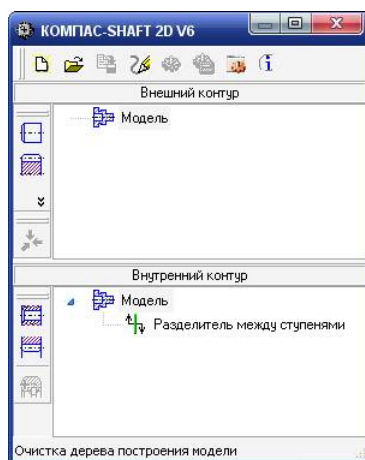 КОМПАС-SHAFT 2D V6
Внешний контур
Модель
Внутренний контур
Модель
Разделитель между ступенями
Очистка дерева построения модели